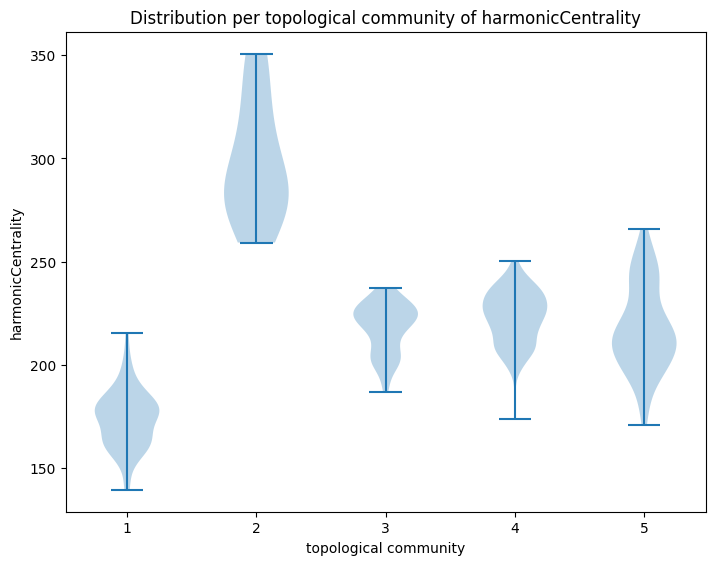 Distribution per topological community of harmonicCentrality
350
300
250
200
150
harmonicCentrality
1 2 3 4 5
topological community